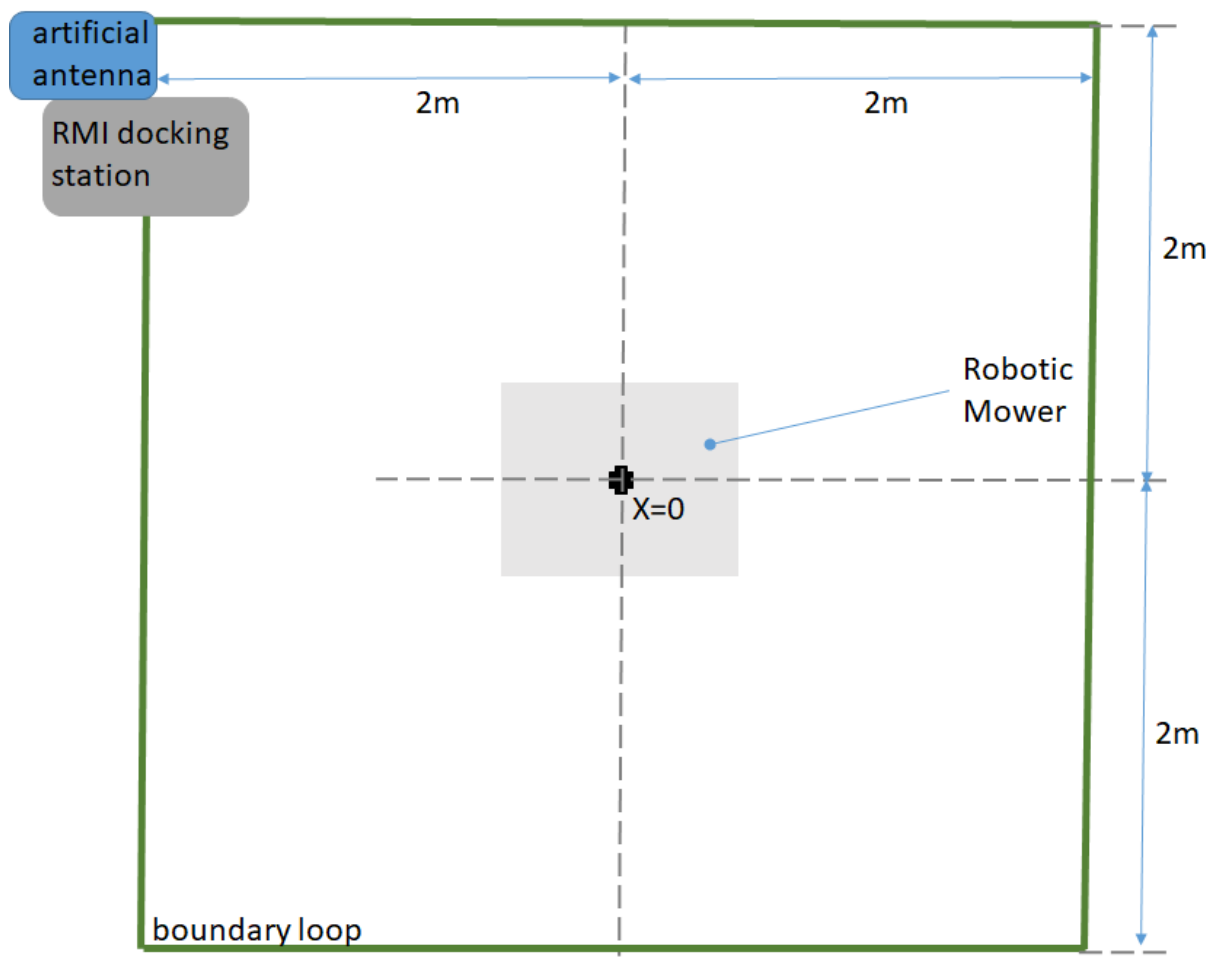 artificial
antenna
RMI docking
station
2m
2m
2m
Robotic
Mower
X=0
2m
boundary loop